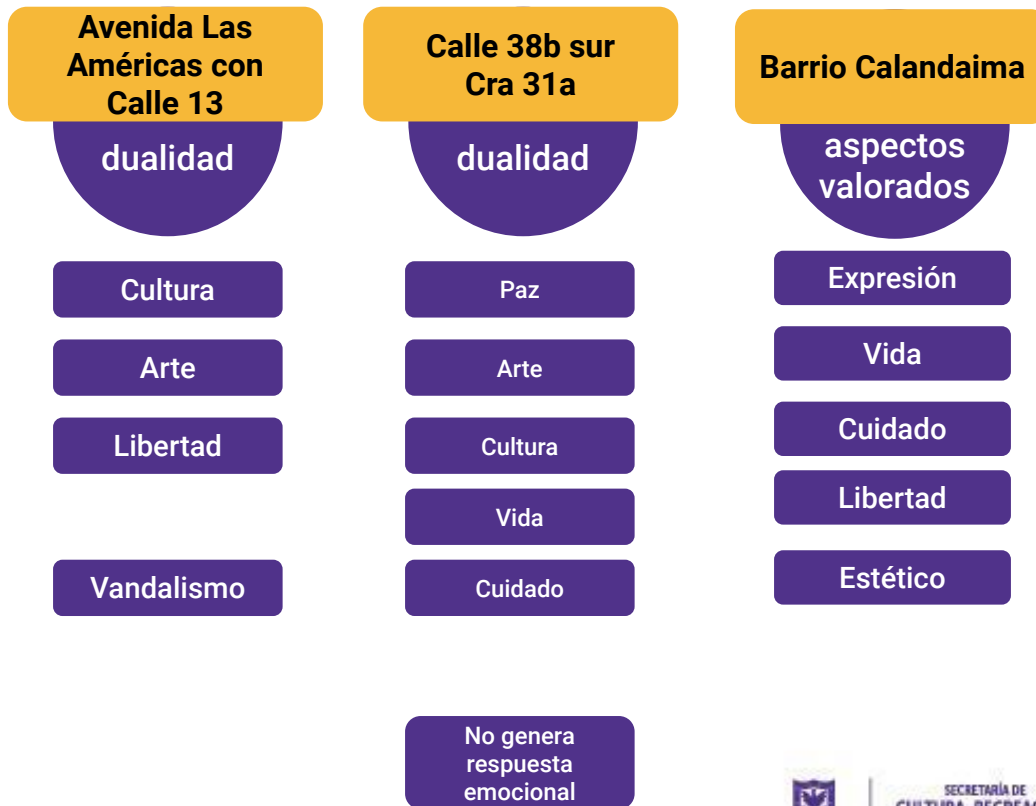 Avenida Las
Américas con
Calle 13
dualidad
Cultura
Arte
Libertad
Vandalismo
Calle 38b sur
Cra 31a
dualidad
Paz
Arte
Cultura
Vida
Cuidado
No genera
respuesta
emocional
Barrio Calandaima
aspectos
valorados
Expresión
Vida
Cuidado
Libertad
Estético
SECRETARÍA DE